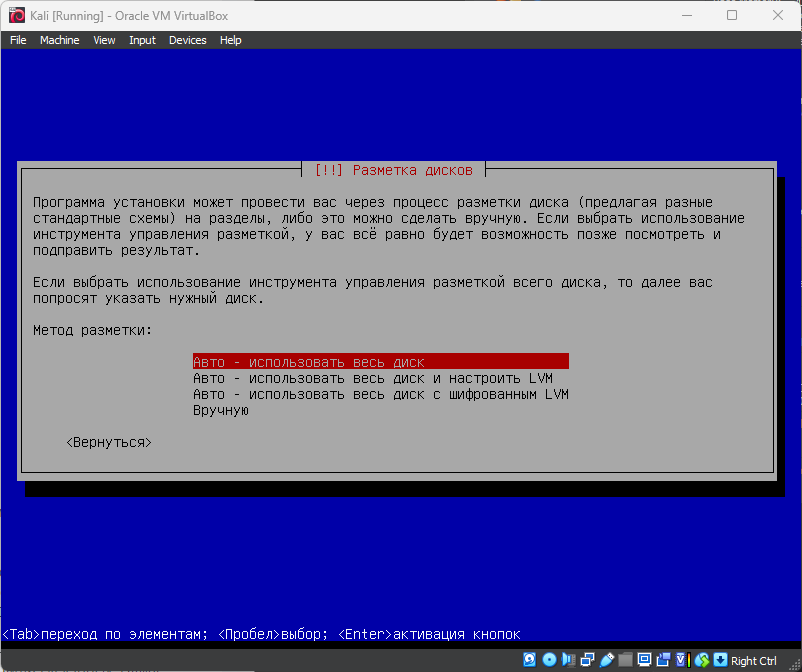 Kali [Running] - Oracle VM VirtualBox
File Machine View Input Devices Help
[!!] Разметка дисков
Программа установки может провести вас через процесс разметки диска (предлагая разные
стандартные схемы) на разделы, либо это можно сделать вручную. Если выбрать использование
инструмента управления разметкой, у вас всё равно будет возможность позже посмотреть и
подправить результат.
Если выбрать использование инструмента управления разметкой всего диска, то далее вас
попросят указать нужный диск.
Метод разметки:
Авто - использовать весь диск
Авто - использовать весь диск и настроить LVM
Авто - использовать весь диск с шифрованным LVM
Вручную
<Вернуться>
<Tab>переход по элементам; <Пробел>выбор; <Enter>активация кнопок
Right Ctrl